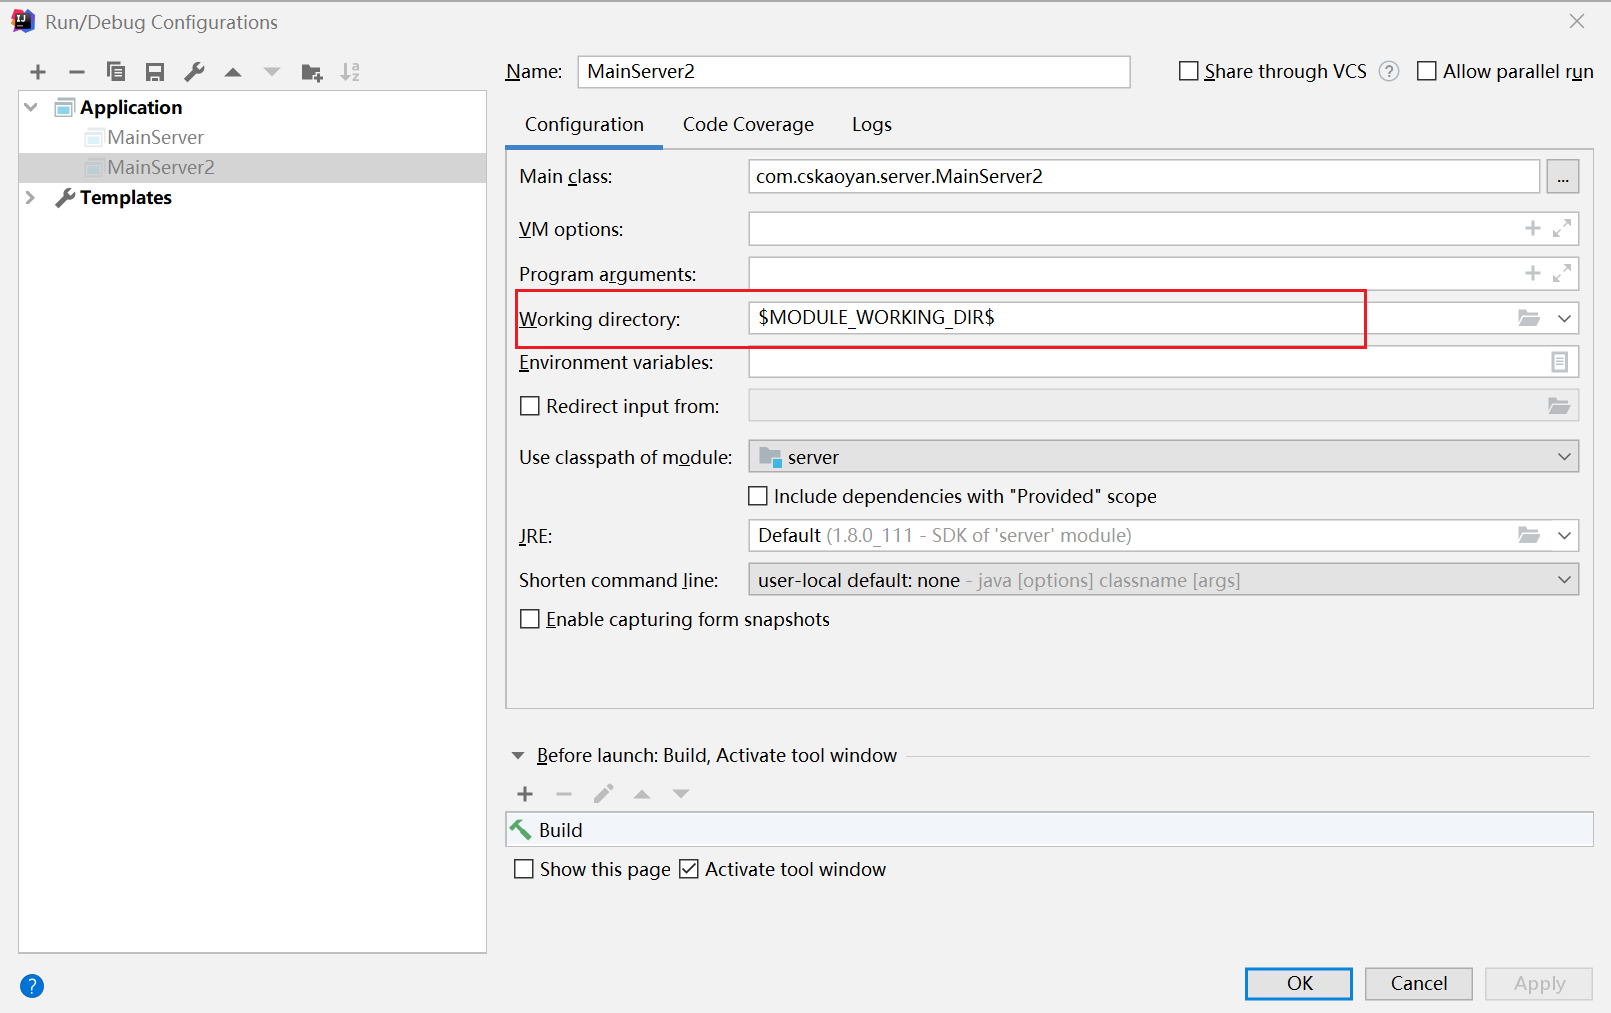 Run/Debug Configurations
Name: MainServer2 Share through VCS ? Allow parallel run
Application
MainServer
MainServer2
Templates
Configuration Code Coverage Logs
Main class: com.cskaoyan.server.MainServer2 ...
VM options:
Program arguments:
Working directory: $MODULE_WORKING_DIR$
Environment variables:
Redirect input from:
Use classpath of module: server
Include dependencies with "Provided" scope
JRE: Default (1.8.0_111 - SDK of 'server' module)
Shorten command line: user-local default: none - java [options] classname [args]
Enable capturing form snapshots
Before launch: Build, Activate tool window
Build
Show this page Activate tool window
? OK Cancel Apply